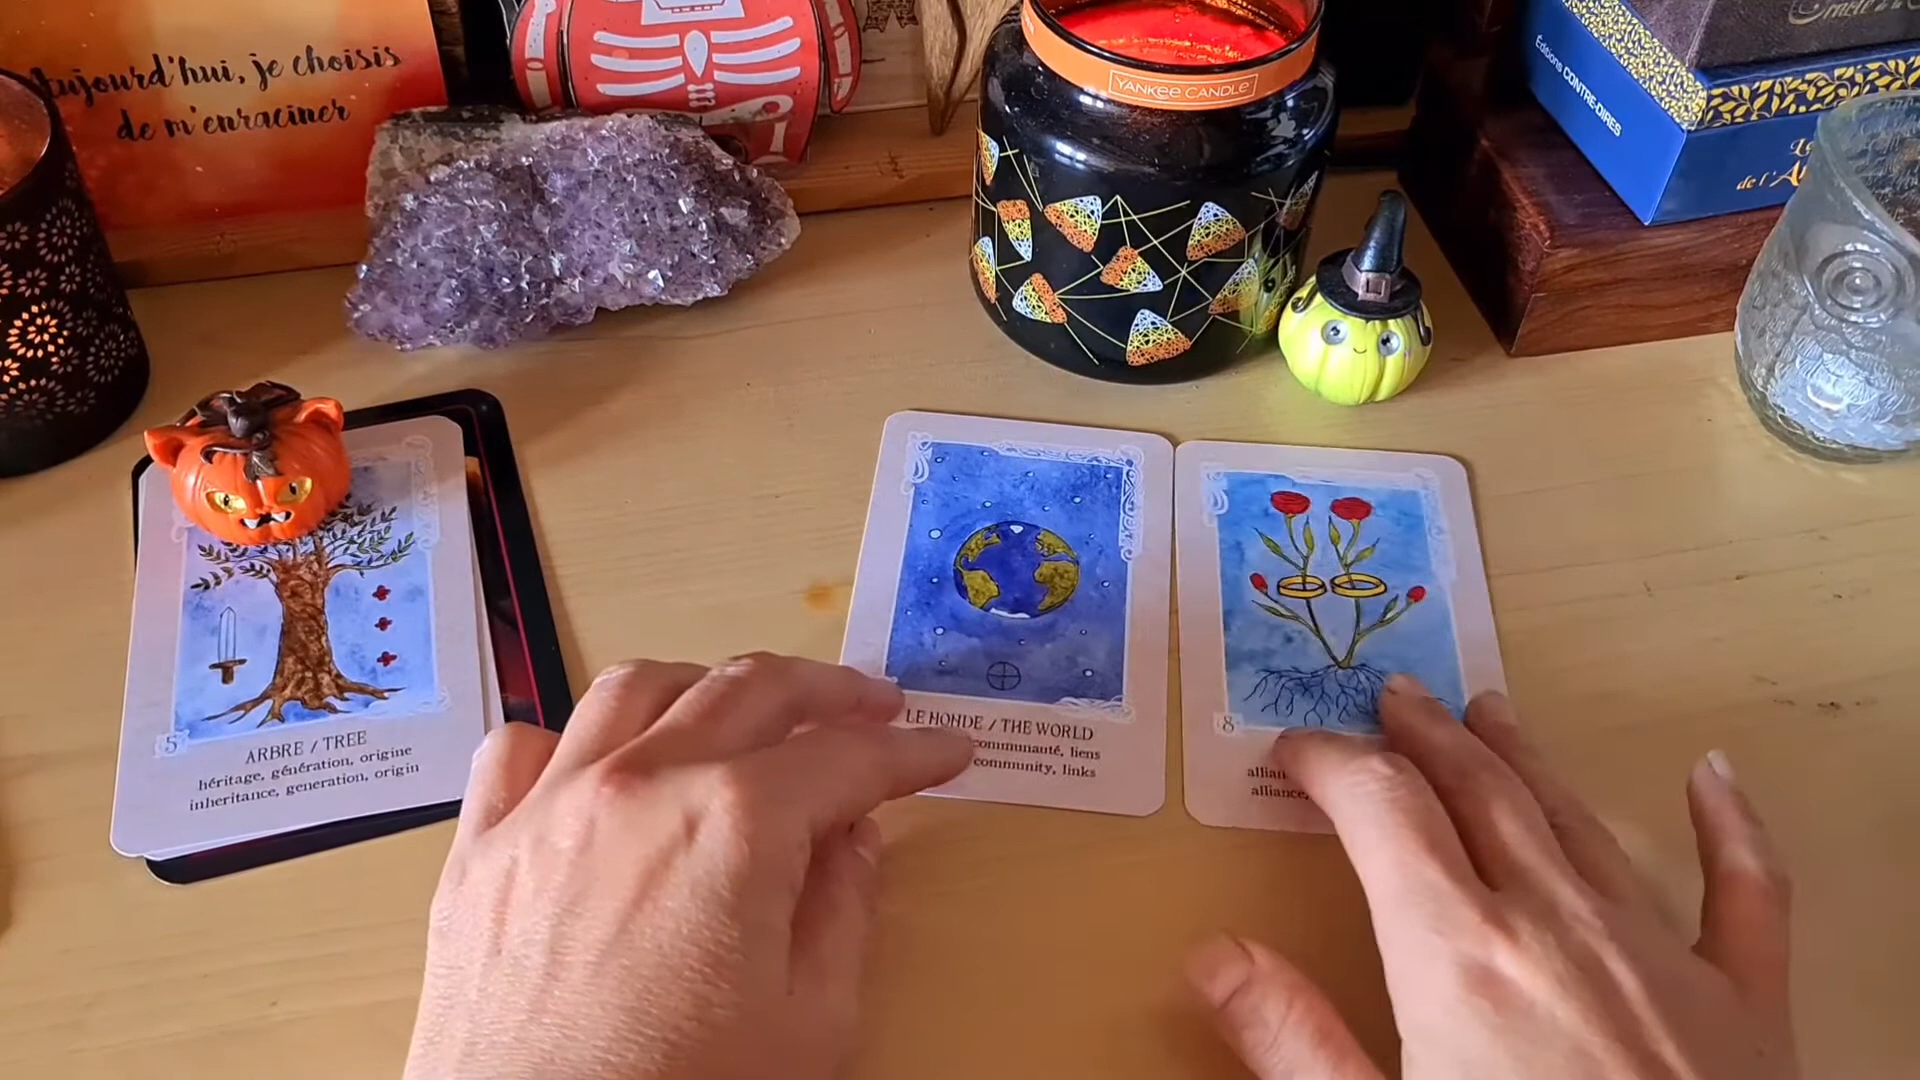 Aujourd'hui, je choisis
de m'enraciner
YANKEE CANDLE
Éditions CONTRE-DIRES
de l'
5
ARBRE / TREE
héritage, génération, origine
inheritance, generation, origin
LE MONDE / THE WORLD
communauté, liens
community, links
8
alliance,